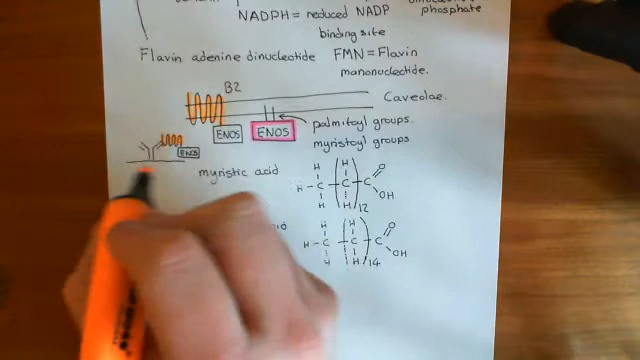 NADPH = reduced NADP
phosphate
binding site
Flavin adenine dinucleotide FMN = Flavin
mononucleotide.
B2
Caveolae.
ENOS
ENOS
palmitoyl groups.
myristoyl groups
ENOS
myristic acid
H H O
H - C - C - C
OH
H H
12
H H O
H - C - C - C
OH
H H
14